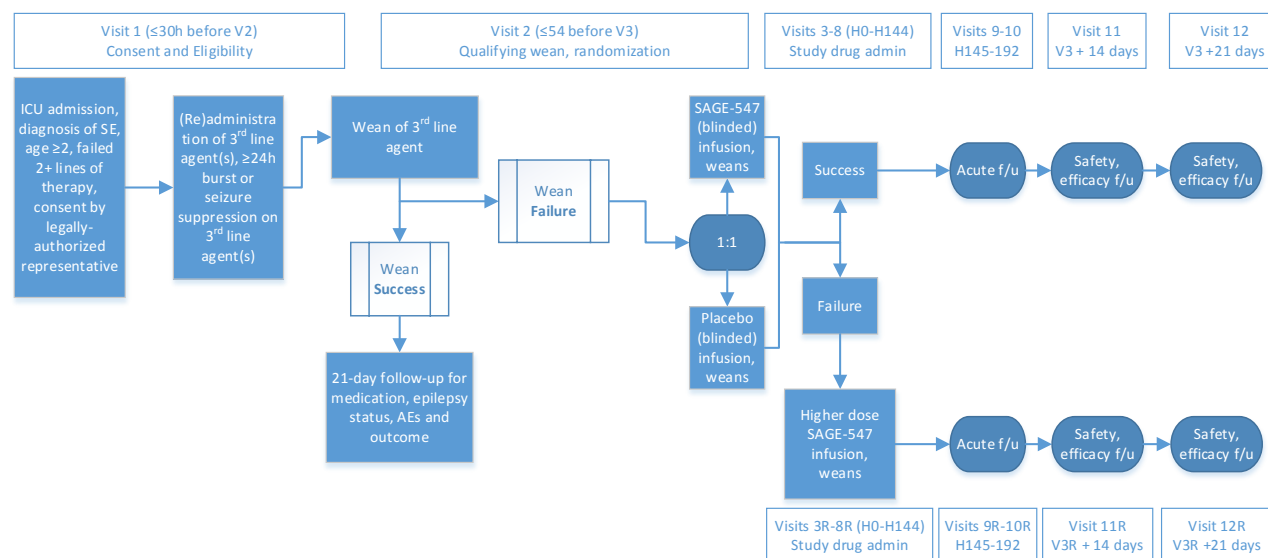 Visit 1 (≤30h before V2)
Consent and Eligibility
Visit 2 (≤54 before V3)
Qualifying wean, randomization
Visits 3-8 (H0-H144)
Study drug admin
Visits 9-10
H145-192
Visit 11
V3 + 14 days
Visit 12
V3 +21 days
ICU admission,
diagnosis of SE,
age ≥2, failed
2+ lines of
therapy,
consent by
legally-
authorized
representative
(Re)administra
tion of 3rd line
agent(s), ≥24h
burst or
seizure
suppression on
3rd line
agent(s)
Wean of 3rd line
agent
Wean
Failure
Wean
Success
21-day follow-up for
medication, epilepsy
status, AEs and
outcome
SAGE-547
(blinded)
infusion,
weans
1:1
Placebo
(blinded)
infusion,
weans
Success
Acute f/u
Safety,
efficacy f/u
Safety,
efficacy f/u
Failure
Higher dose
SAGE-547
infusion,
weans
Acute f/u
Safety,
efficacy f/u
Safety,
efficacy f/u
Visits 3R-8R (H0-H144)
Study drug admin
Visits 9R-10R
H145-192
Visit 11R
V3R + 14 days
Visit 12R
V3R +21 days